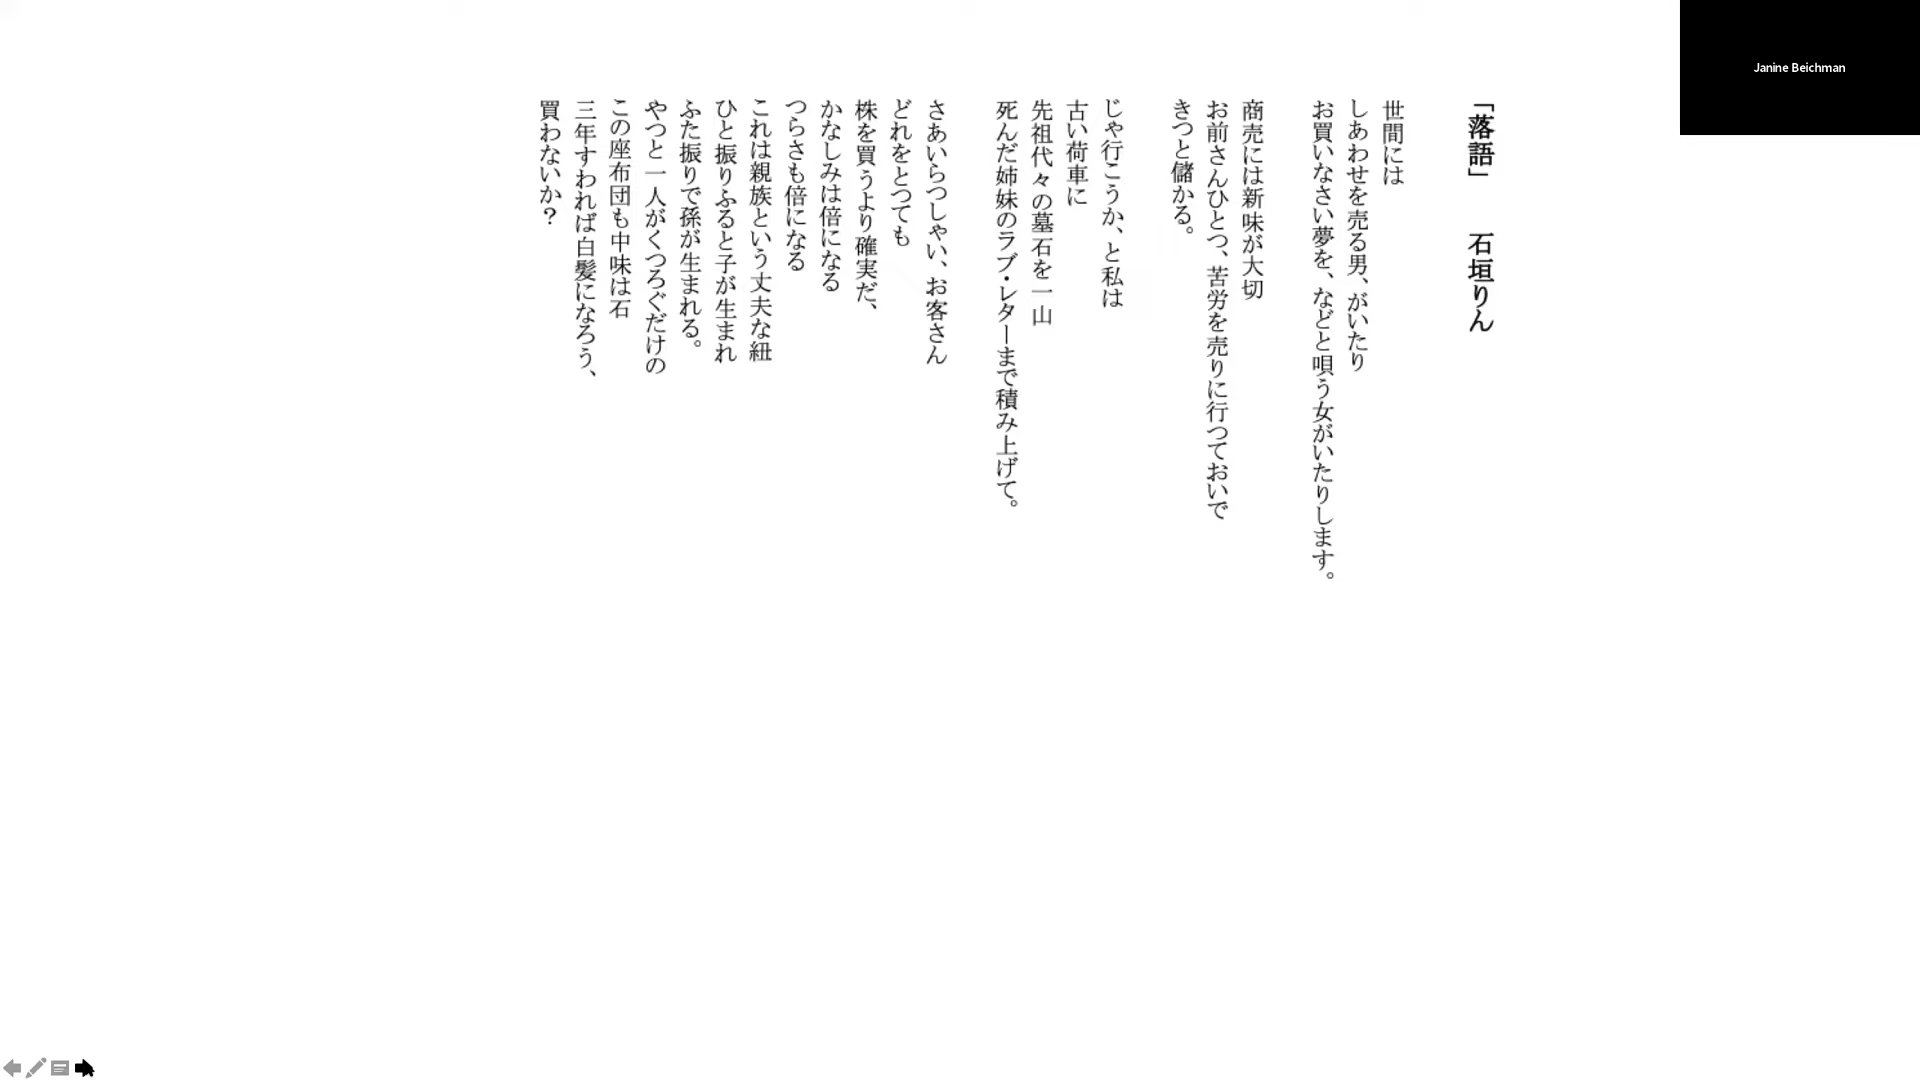 「落語」　　石垣りん
世間には
しあわせを売る男、がいたり
お買いなさい夢を、などと唄う女がいたりします。
商売には新味が大切
お前さんひとつ、苦労を売りに行つておいで
きつと儲かる。
じゃ行こうか、と私は
古い荷車に
先祖代々の墓石を一山
死んだ姉妹のラブ・レターまで積み上げて。
さあいらつしゃい、お客さん
どれをとつても
株を買うより確実だ、
かなしみは倍になる
つらさも倍になる
これは親族という丈夫な紐
ひと振りふると子が生まれ
ふた振りで孫が生まれる。
やつと一人がくつろぐだけの
この座布団も中味は石
三年すわれば白髪になろう、
買わないか？
Janine Beichman